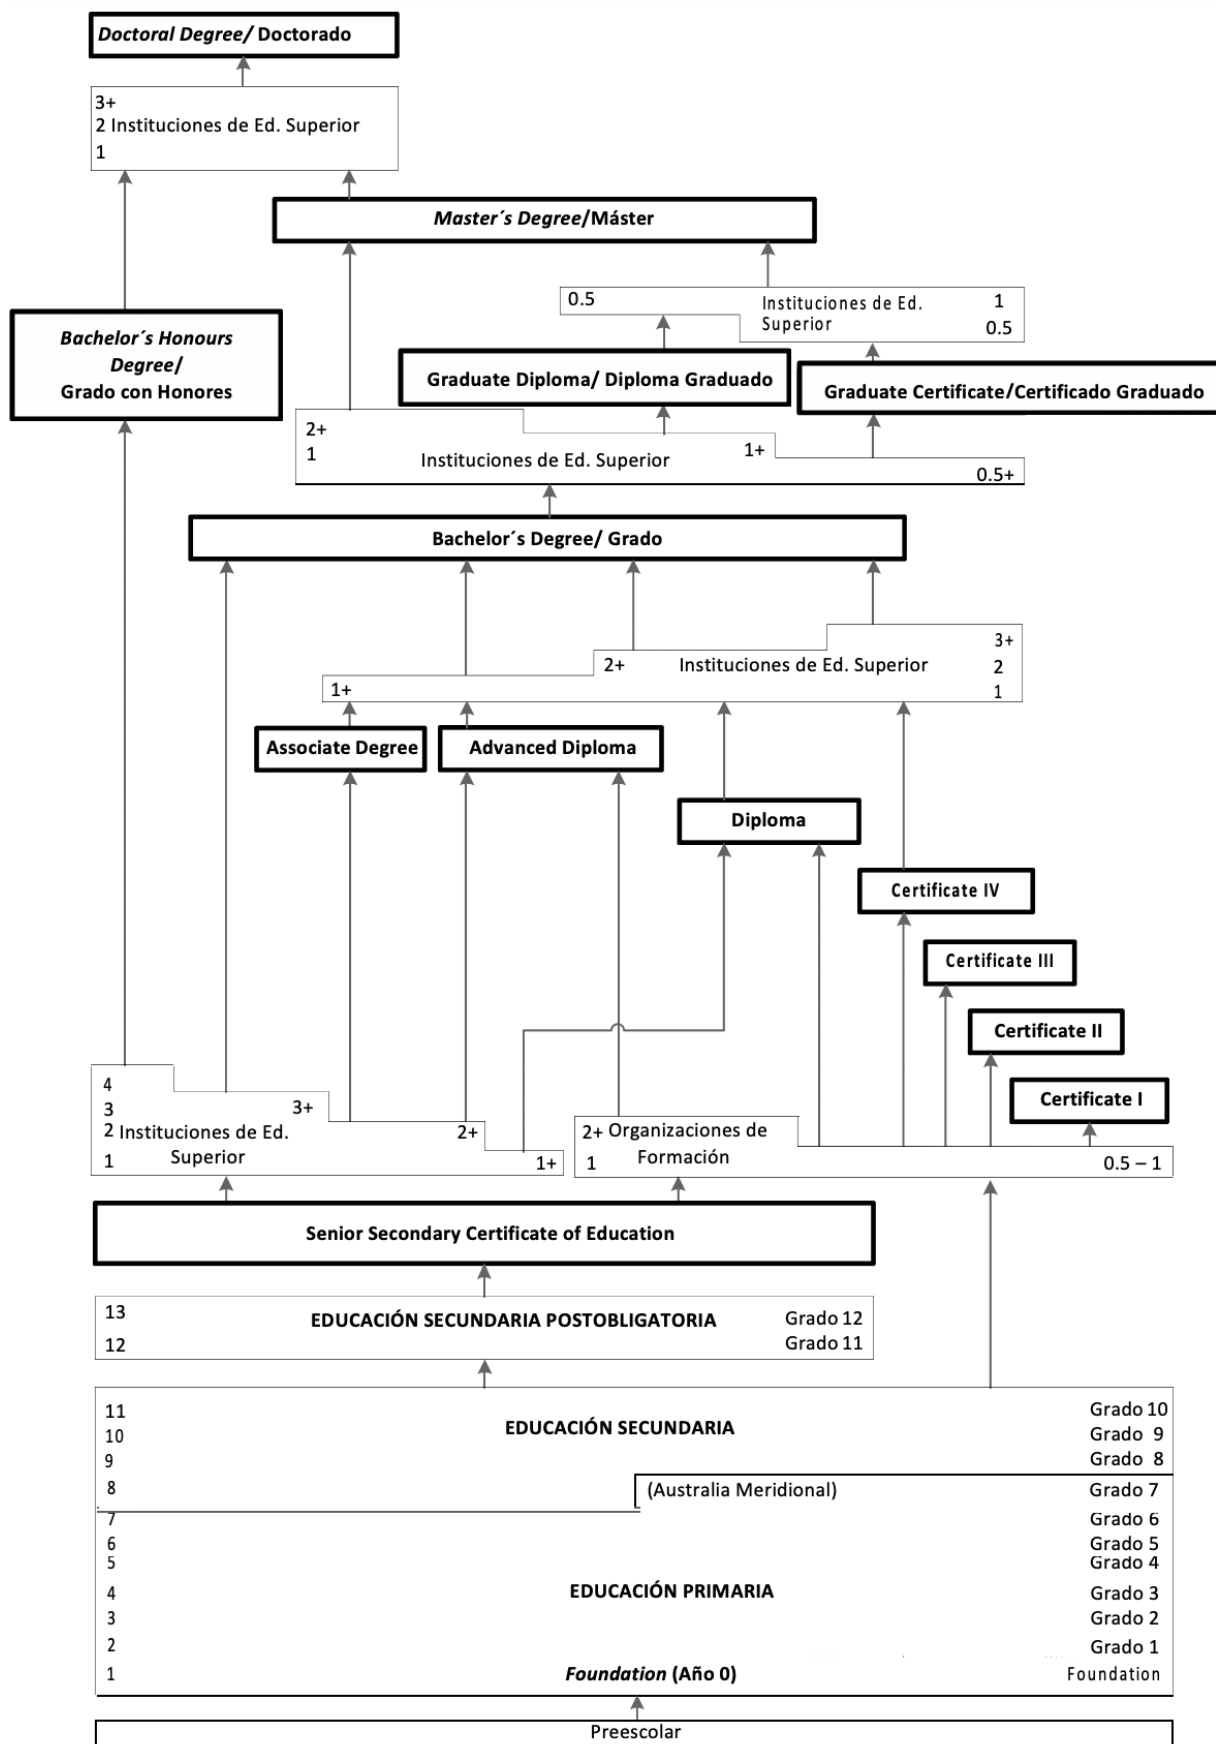 Doctoral Degree/ Doctorado
3+
2 Instituciones de Ed. Superior
1
Master´s Degree/Máster
0.5
Instituciones de Ed.
Superior
1
0.5
Bachelor´s Honours
Degree/
Grado con Honores
Graduate Diploma/ Diploma Graduado
Graduate Certificate/Certificado Graduado
2+
1
Instituciones de Ed. Superior
1+
0.5+
Bachelor´s Degree/ Grado
3+
2+
Instituciones de Ed. Superior
2
1+
1
Associate Degree
Advanced Diploma
Diploma
Certificate IV
Certificate III
Certificate II
Certificate I
4
3
3+
2 Instituciones de Ed.
Superior
2+
1
1+
2+ Organizaciones de
Formación
1
0.5 – 1
Senior Secondary Certificate of Education
13
EDUCACIÓN SECUNDARIA POSTOBLIGATORIA
Grado 12
12
Grado 11
11
Grado 10
EDUCACIÓN SECUNDARIA
10
Grado 9
9
Grado 8
8
(Australia Meridional)
Grado 7
7
Grado 6
6
Grado 5
5
Grado 4
4
EDUCACIÓN PRIMARIA
Grado 3
3
Grado 2
2
Grado 1
1
Foundation (Año 0)
Foundation
Preescolar